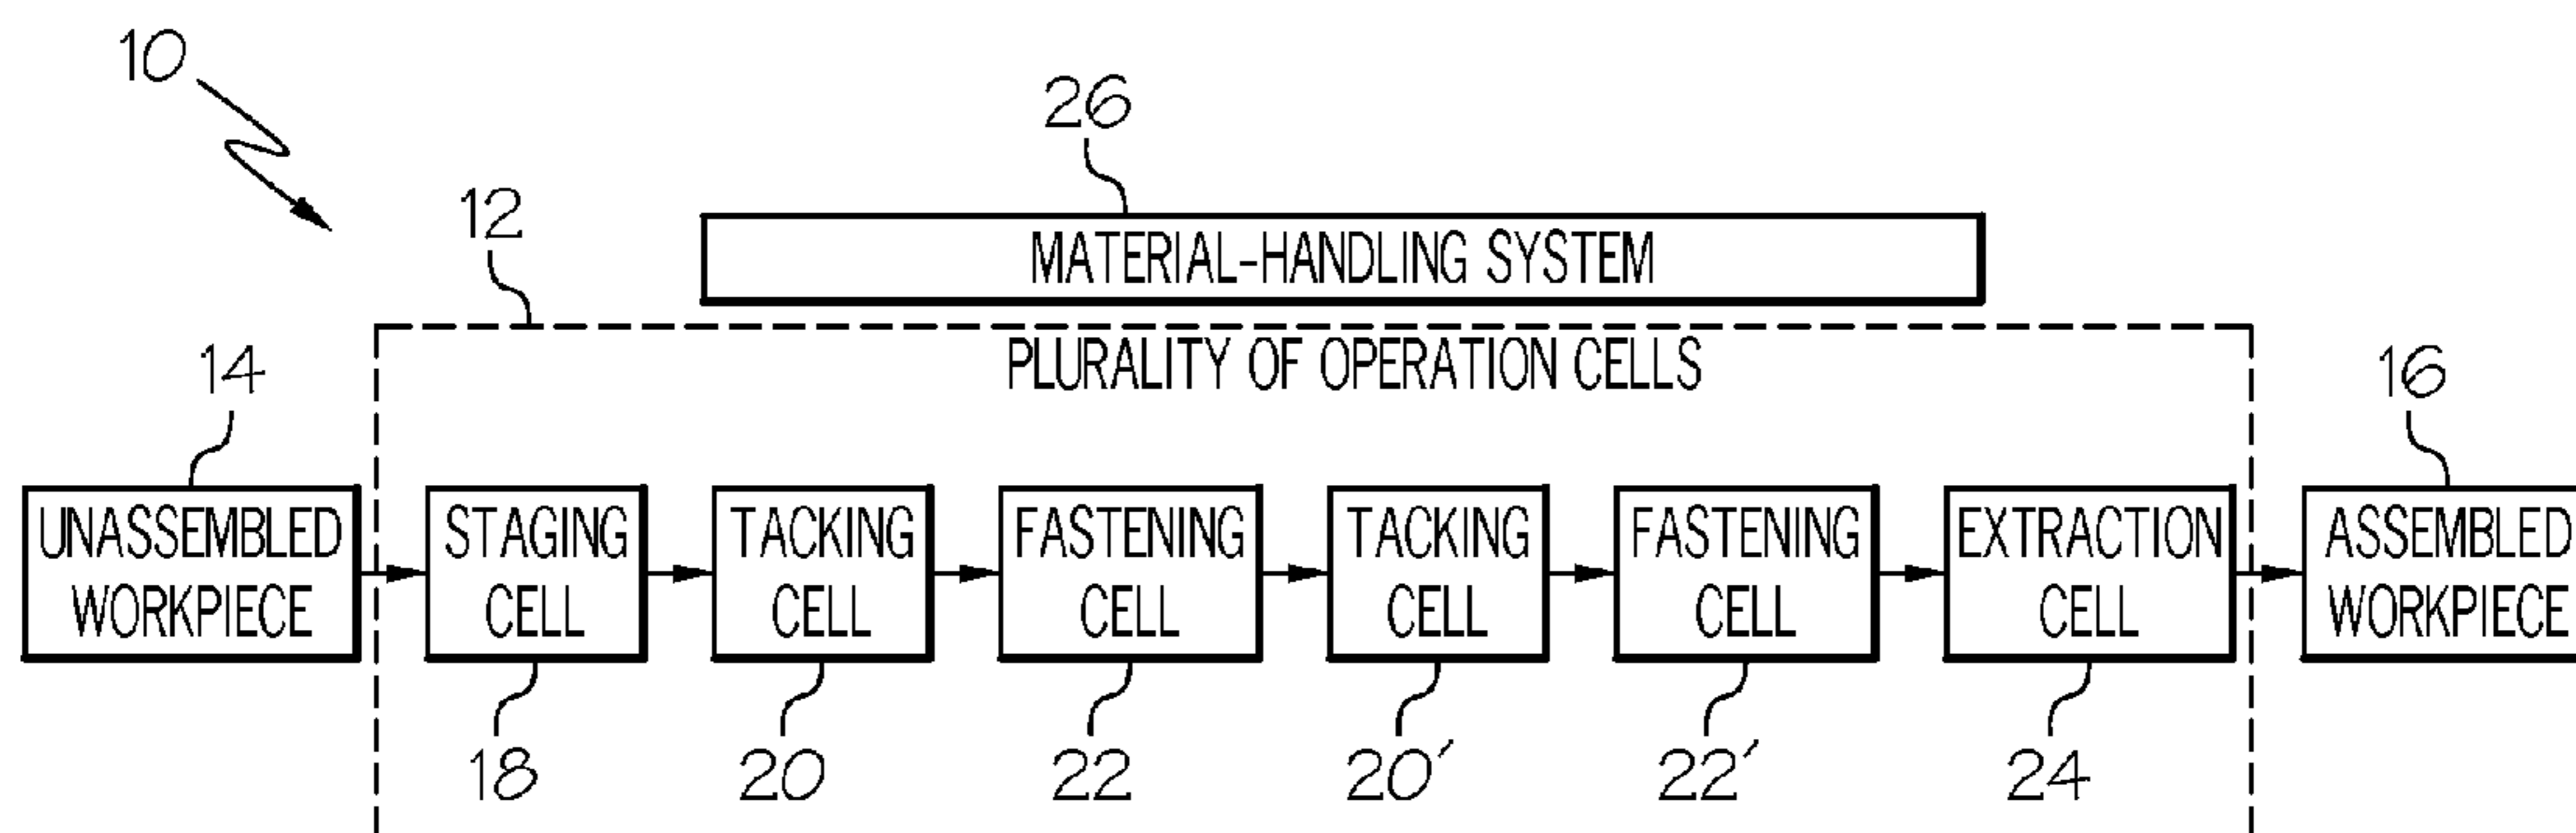 10
26
MATERIAL-HANDLING SYSTEM
12
PLURALITY OF OPERATION CELLS
14
16
UNASSEMBLED
WORKPIECE
STAGING
CELL
TACKING
CELL
FASTENING
CELL
TACKING
CELL
FASTENING
CELL
EXTRACTION
CELL
ASSEMBLED
WORKPIECE
18
20
22
20′
22′
24